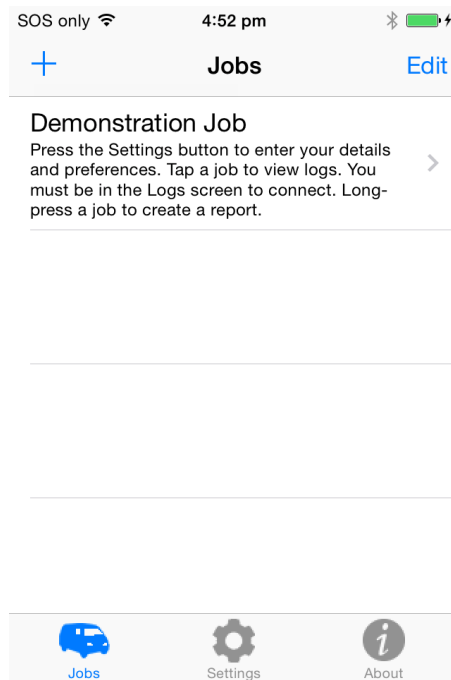 SOS only 4:52 pm
+ Jobs Edit
Demonstration Job
Press the Settings button to enter your details
and preferences. Tap a job to view logs. You
must be in the Logs screen to connect. Long-
press a job to create a report.
Jobs Settings About